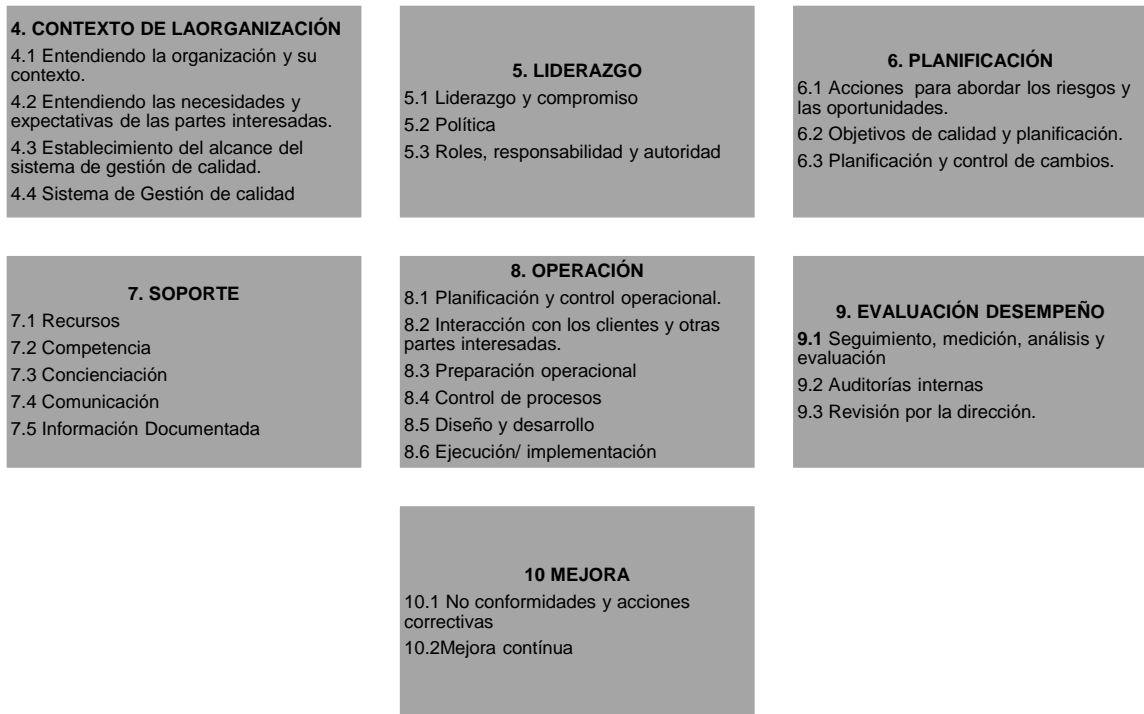 4. CONTEXTO DE LAORGANIZACIÓN
4.1 Entendiendo la organización y su
contexto.
4.2 Entendiendo las necesidades y
expectativas de las partes interesadas.
4.3 Establecimiento del alcance del
sistema de gestión de calidad.
4.4 Sistema de Gestión de calidad
5. LIDERAZGO
5.1 Liderazgo y compromiso
5.2 Política
5.3 Roles, responsabilidad y autoridad
6. PLANIFICACIÓN
6.1 Acciones para abordar los riesgos y
las oportunidades.
6.2 Objetivos de calidad y planificación.
6.3 Planificación y control de cambios.
7. SOPORTE
7.1 Recursos
7.2 Competencia
7.3 Concienciación
7.4 Comunicación
7.5 Información Documentada
8. OPERACIÓN
8.1 Planificación y control operacional.
8.2 Interacción con los clientes y otras
partes interesadas.
8.3 Preparación operacional
8.4 Control de procesos
8.5 Diseño y desarrollo
8.6 Ejecución/ implementación
9. EVALUACIÓN DESEMPEÑO
9.1 Seguimiento, medición, análisis y
evaluación
9.2 Auditorías internas
9.3 Revisión por la dirección.
10 MEJORA
10.1 No conformidades y acciones
correctivas
10.2Mejora contínua